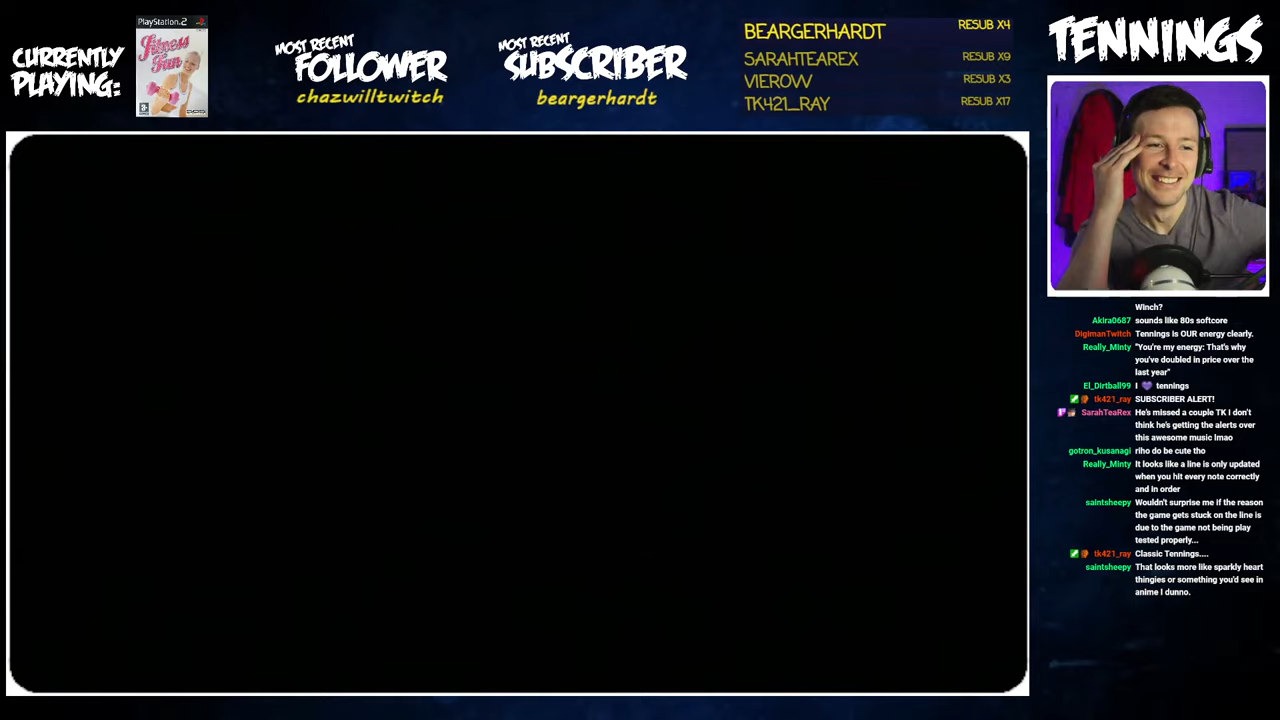 CURRENTLY
PLAYING:
PlayStation.2
Fitness
Fun
MOST RECENT
FOLLOWER
chazwilltwitch
MOST RECENT
SUBSCRIBER
beargerhardt
BEARGERHARDT RESUB X4
SARAHTEAREX RESUB X9
VIEROVV RESUB X3
TK421_RAY RESUB X17
TENNINGS
Winch?
Akira0687 sounds like 80s softcore
DigimanTwitch Tennings is OUR energy clearly.
Really_Minty "You're my energy: That's why
you've doubled in price over the
last year"
El_Dirtball99 I 💜 tennings
tk421_ray SUBSCRIBER ALERT!
SarahTeaRex He's missed a couple TK I don't
think he's getting the alerts over
this awesome music lmao
gotron_kusanagi riho do be cute tho
Really_Minty It looks like a line is only updated
when you hit every note correctly
and in order
saintsheepy Wouldn't surprise me if the reason
the game gets stuck on the line is
due to the game not being play
tested properly...
tk421_ray Classic Tennings....
saintsheepy That looks more like sparkly heart
thingies or something you'd see in
anime I dunno.